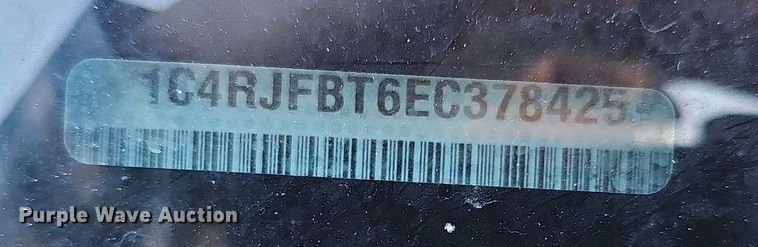 1C4RJFBT6EC378425
Purple Wave Auction